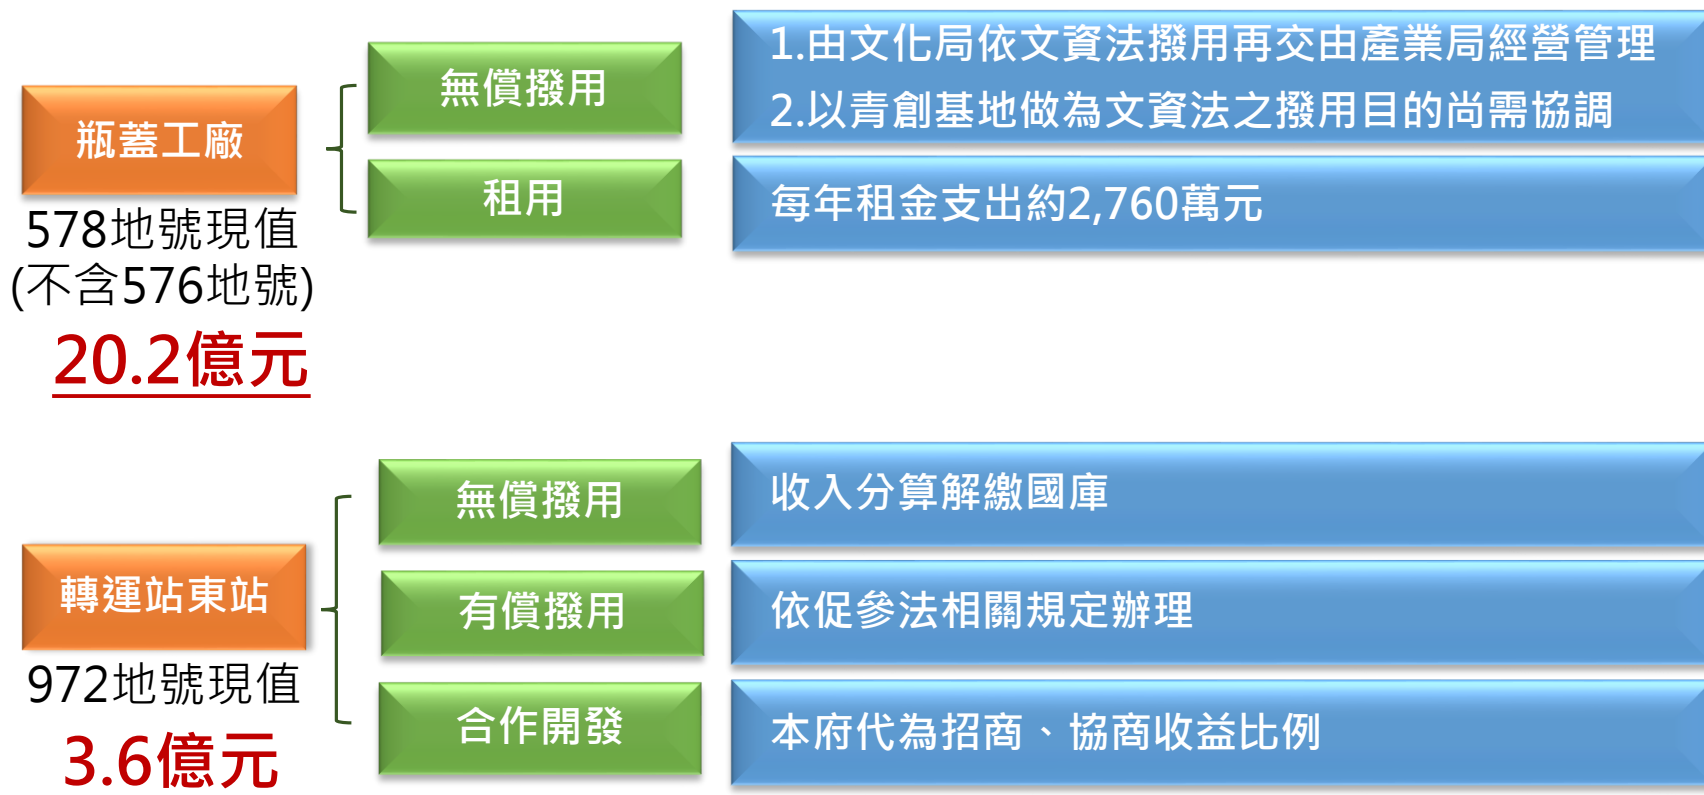 瓶蓋工廠
578地號現值
(不含576地號)
20.2億元
無償撥用
1.由文化局依文資法撥用再交由產業局經營管理
2.以青創基地做為文資法之撥用目的尚需協調
租用
每年租金支出約2,760萬元
轉運站東站
972地號現值
3.6億元
無償撥用
收入分算解繳國庫
有償撥用
依促參法相關規定辦理
合作開發
本府代為招商、協商收益比例